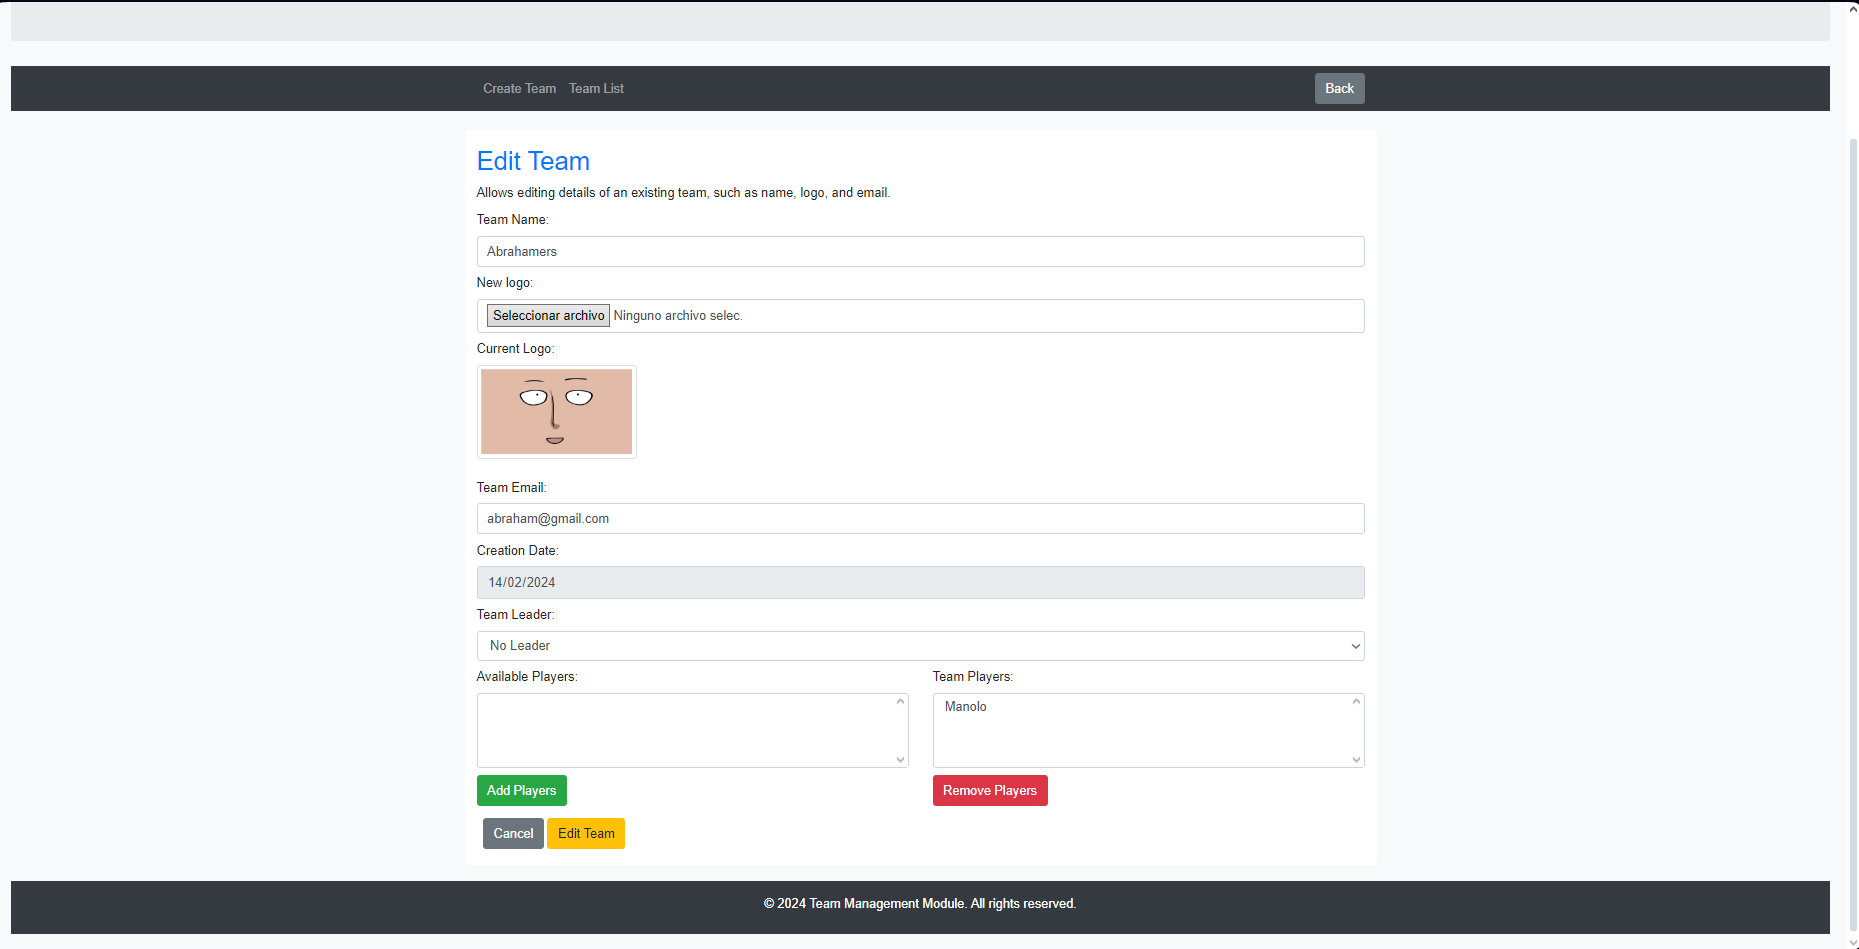 Create Team Team List Back
Edit Team
Allows editing details of an existing team, such as name, logo, and email.
Team Name:
Abrahamers
New logo:
Seleccionar archivo Ninguno archivo selec.
Current Logo:
Team Email:
abraham@gmail.com
Creation Date:
14/02/2024
Team Leader:
No Leader
Available Players: Team Players:
Manolo
Add Players Remove Players
Cancel Edit Team
© 2024 Team Management Module. All rights reserved.